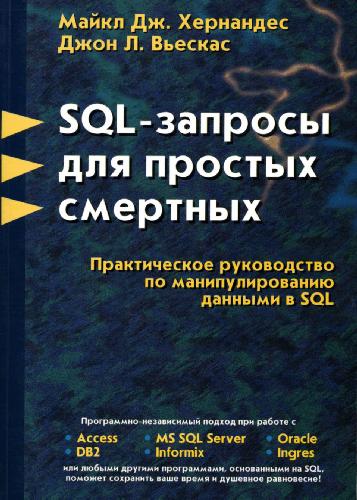 Майкл Дж. Хернандес
Джон Л. Вьескас
SQL-запросы
для простых
смертных
Практическое руководство
по манипулированию
данными в SQL
Программно-независимый подход при работе с
• Access • MS SQL Server • Oracle
• DB2 • Informix • Ingres
или любыми другими программами, основанными на SQL,
поможет сохранить ваше время и душевное равновесие!